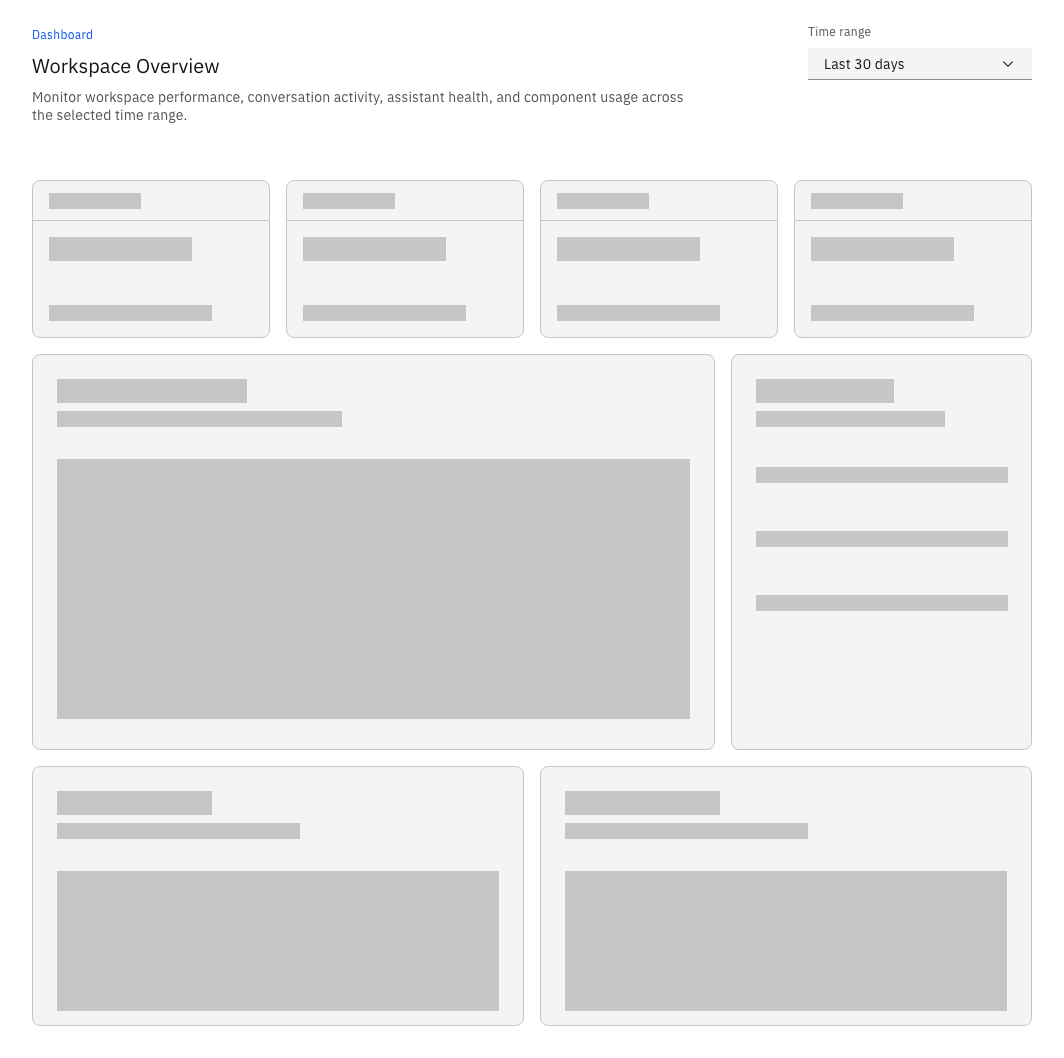 Dashboard
Workspace Overview
Monitor workspace performance, conversation activity, assistant health, and component usage across
the selected time range.
Time range
Last 30 days